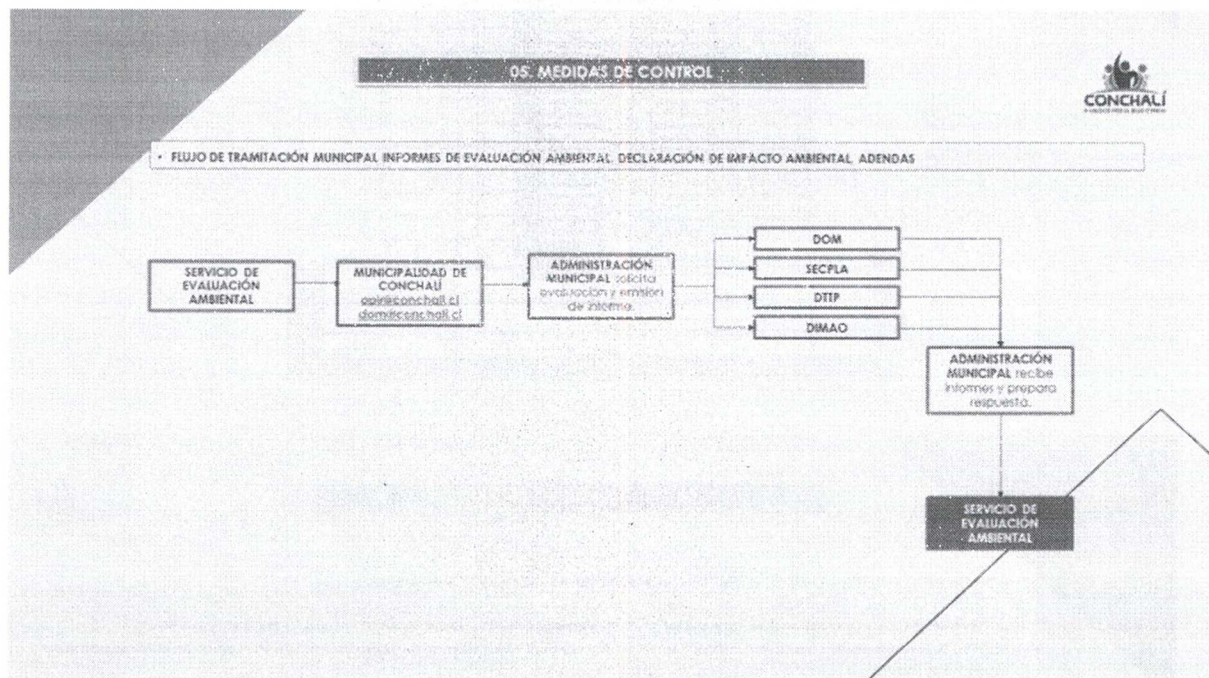 05. MEDIDAS DE CONTROL
CONCHALÍ
• FLUJO DE TRAMITACIÓN MUNICIPAL INFORMES DE EVALUACIÓN AMBIENTAL, DECLARACIÓN DE IMPACTO AMBIENTAL, ADENDAS
SERVICIO DE
EVALUACIÓN
AMBIENTAL
MUNICIPALIDAD DE
CONCHALÍ
dom@conchali.cl
ADMINISTRACIÓN
MUNICIPAL solicita
evaluación y emisión
de informe.
DOM
SECPLA
DTTP
DIMAO
ADMINISTRACIÓN
MUNICIPAL recibe
informes y prepara
respuesta.
SERVICIO DE
EVALUACIÓN
AMBIENTAL